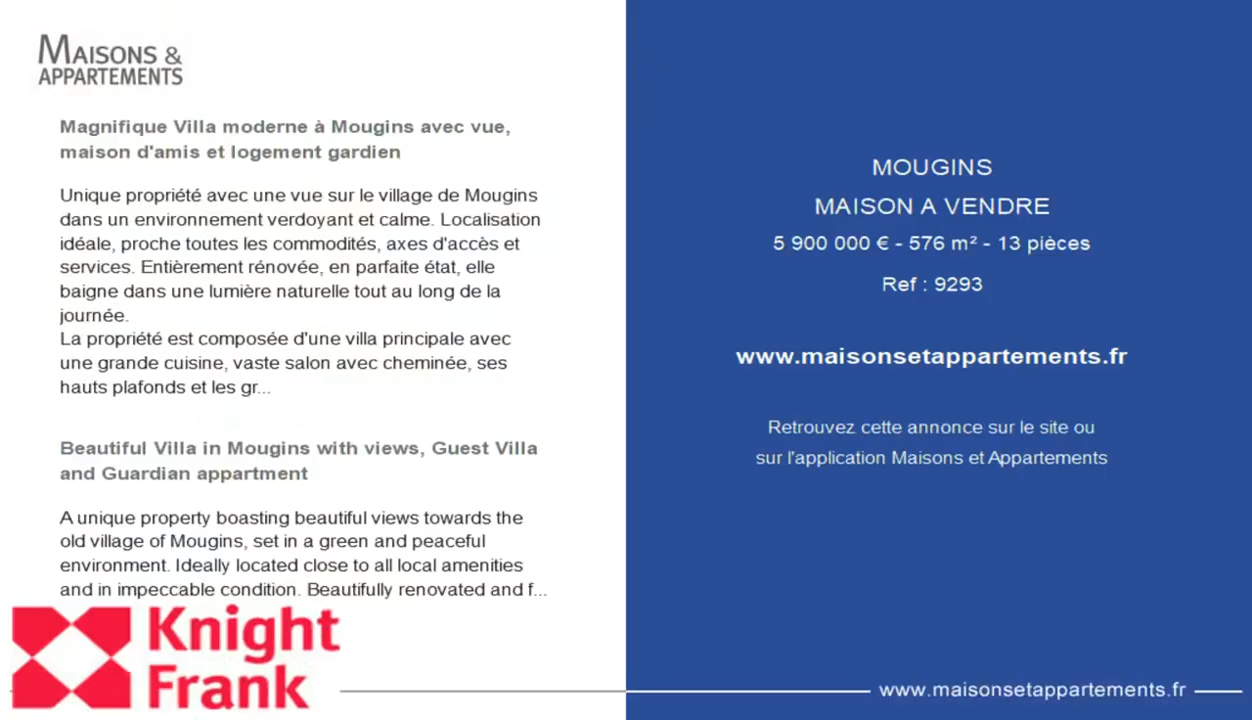 MAISONS &
APPARTEMENTS
Magnifique Villa moderne à Mougins avec vue,
maison d'amis et logement gardien
Unique propriété avec une vue sur le village de Mougins
dans un environnement verdoyant et calme. Localisation
idéale, proche toutes les commodités, axes d'accès et
services. Entièrement rénovée, en parfaite état, elle
baigne dans une lumière naturelle tout au long de la
journée.
La propriété est composée d'une villa principale avec
une grande cuisine, vaste salon avec cheminée, ses
hauts plafonds et les gr...
Beautiful Villa in Mougins with views, Guest Villa
and Guardian appartment
A unique property boasting beautiful views towards the
old village of Mougins, set in a green and peaceful
environment. Ideally located close to all local amenities
and in impeccable condition. Beautifully renovated and f...
Knight
Frank
MOUGINS
MAISON A VENDRE
5 900 000 € - 576 m² - 13 pièces
Ref : 9293
www.maisonsetappartements.fr
Retrouvez cette annonce sur le site ou
sur l'application Maisons et Appartements
www.maisonsetappartements.fr